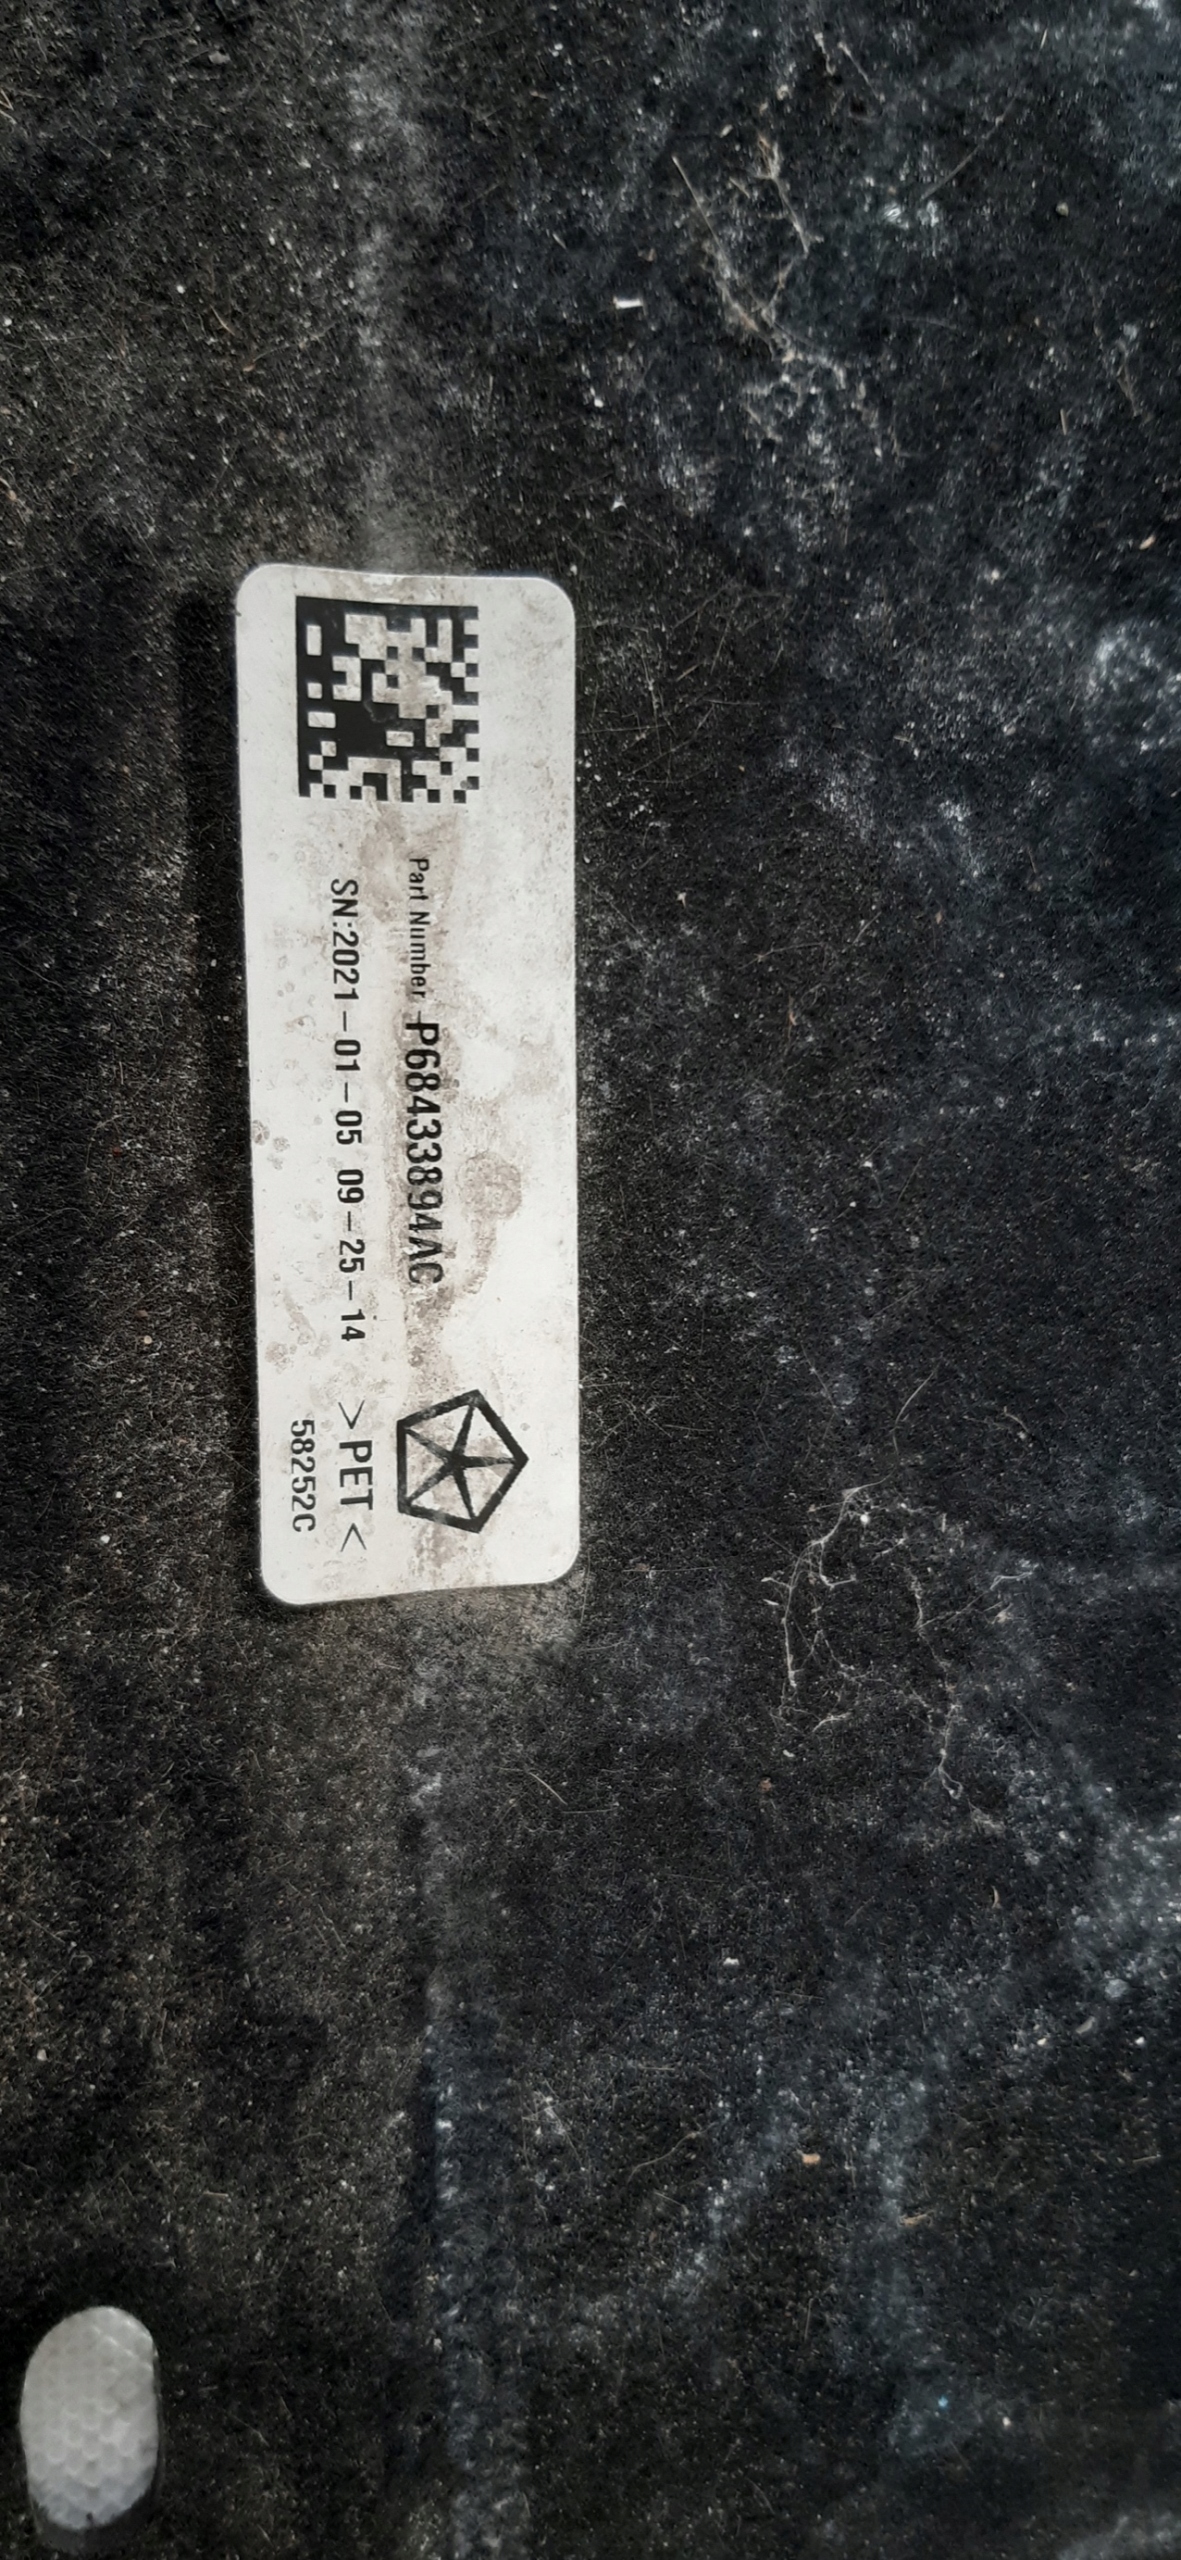 Part Number P68433894AC
SN:2021-01-05 09-25-14 >PET<
58252C